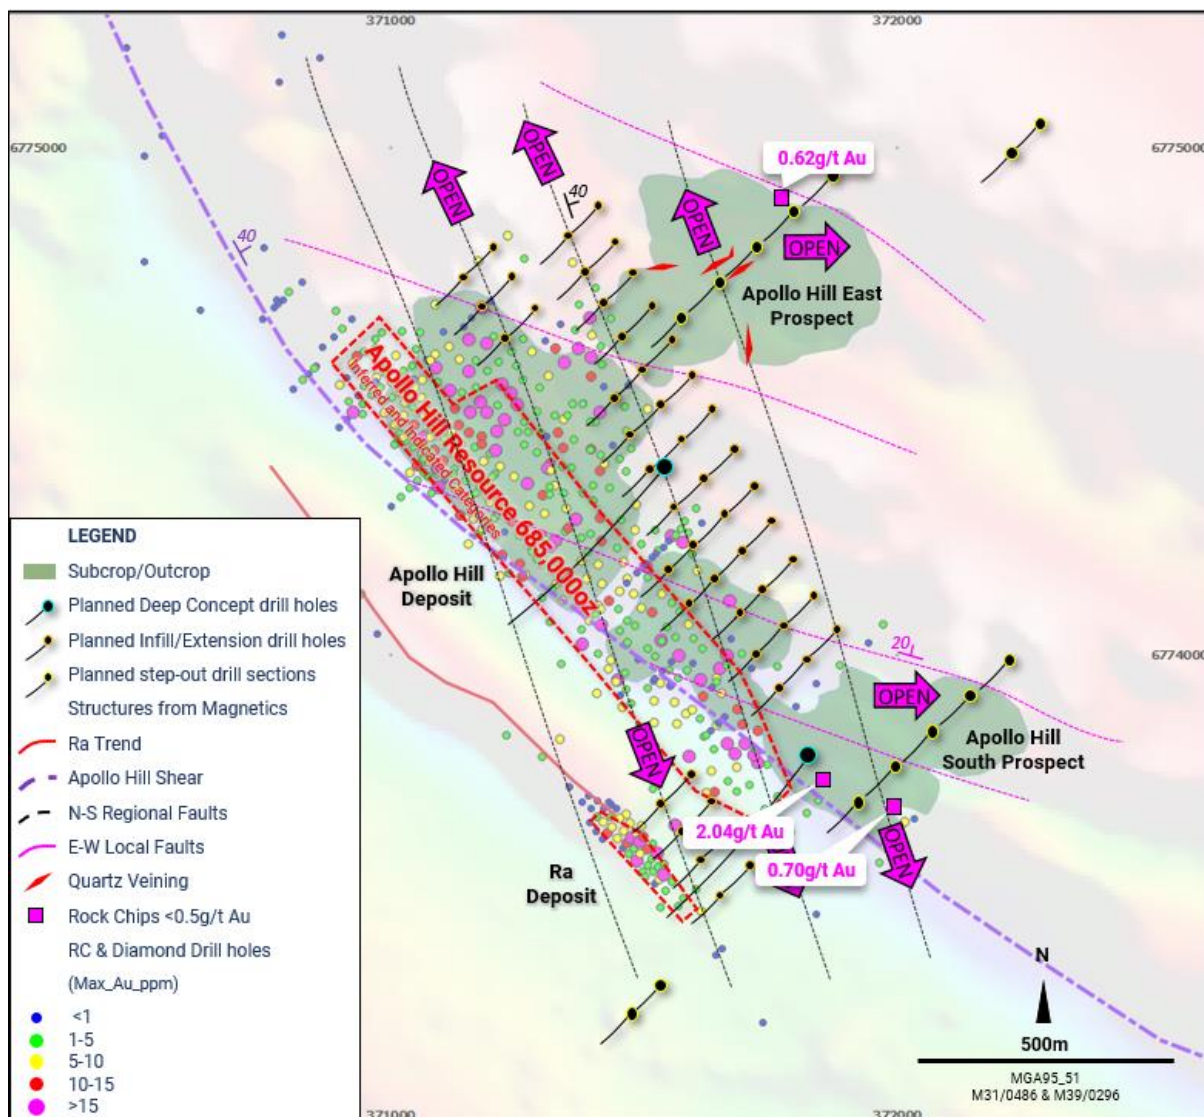 371000
372000
6775000
6775000
0.62g/t Au
OPEN
OPEN
OPEN
OPEN
40
40
Apollo Hill East
Prospect
Apollo Hill Resource 685,000oz
Inferred and Indicated Categories
Apollo Hill
Deposit
6774000
20
OPEN
Apollo Hill
South Prospect
OPEN
2.04g/t Au
0.70g/t Au
OPEN
Ra
Deposit
LEGEND
Subcrop/Outcrop
Planned Deep Concept drill holes
Planned Infill/Extension drill holes
Planned step-out drill sections
Structures from Magnetics
Ra Trend
Apollo Hill Shear
N-S Regional Faults
E-W Local Faults
Quartz Veining
Rock Chips <0.5g/t Au
RC & Diamond Drill holes
(Max_Au_ppm)
<1
1-5
5-10
10-15
>15
N
500m
MGA95_51
M31/0486 & M39/0296
371000
372000